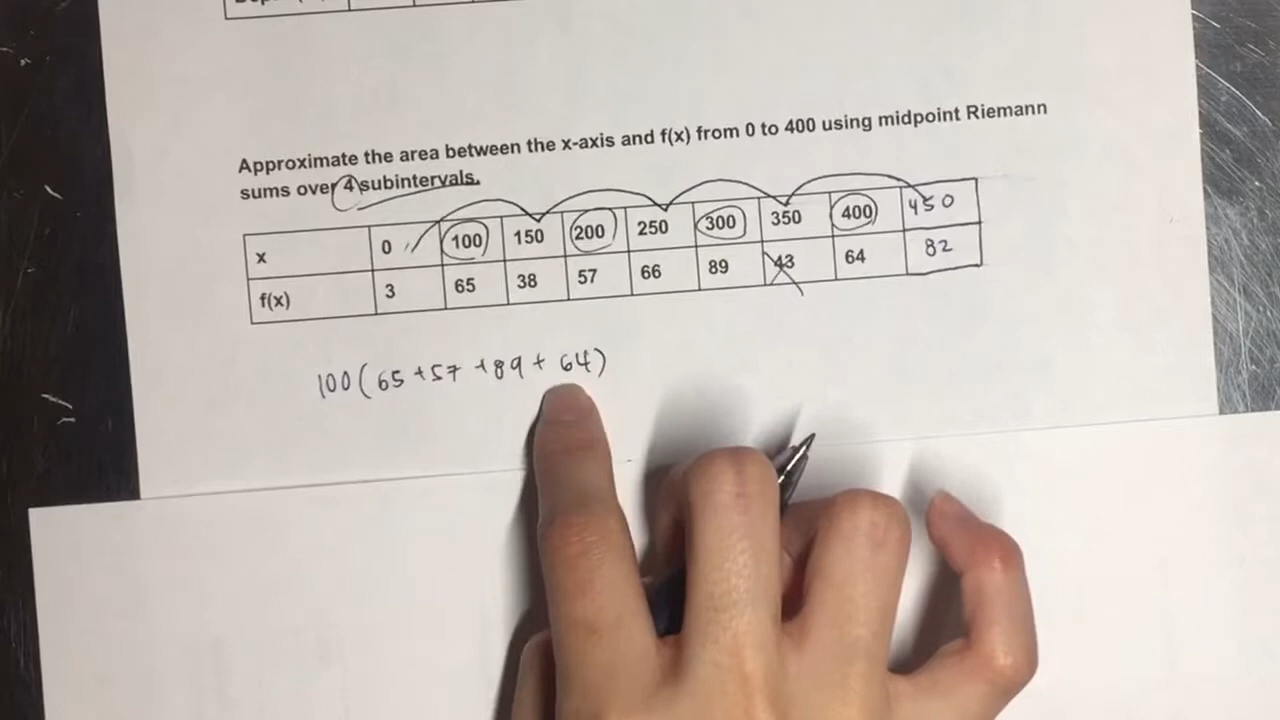 Approximate the area between the x-axis and f(x) from 0 to 400 using midpoint Riemann
sums over 4 subintervals.
x 0 100 150 200 250 300 350 400 450
f(x) 3 65 38 57 66 89 43 64 82
100(65+57+89+64)